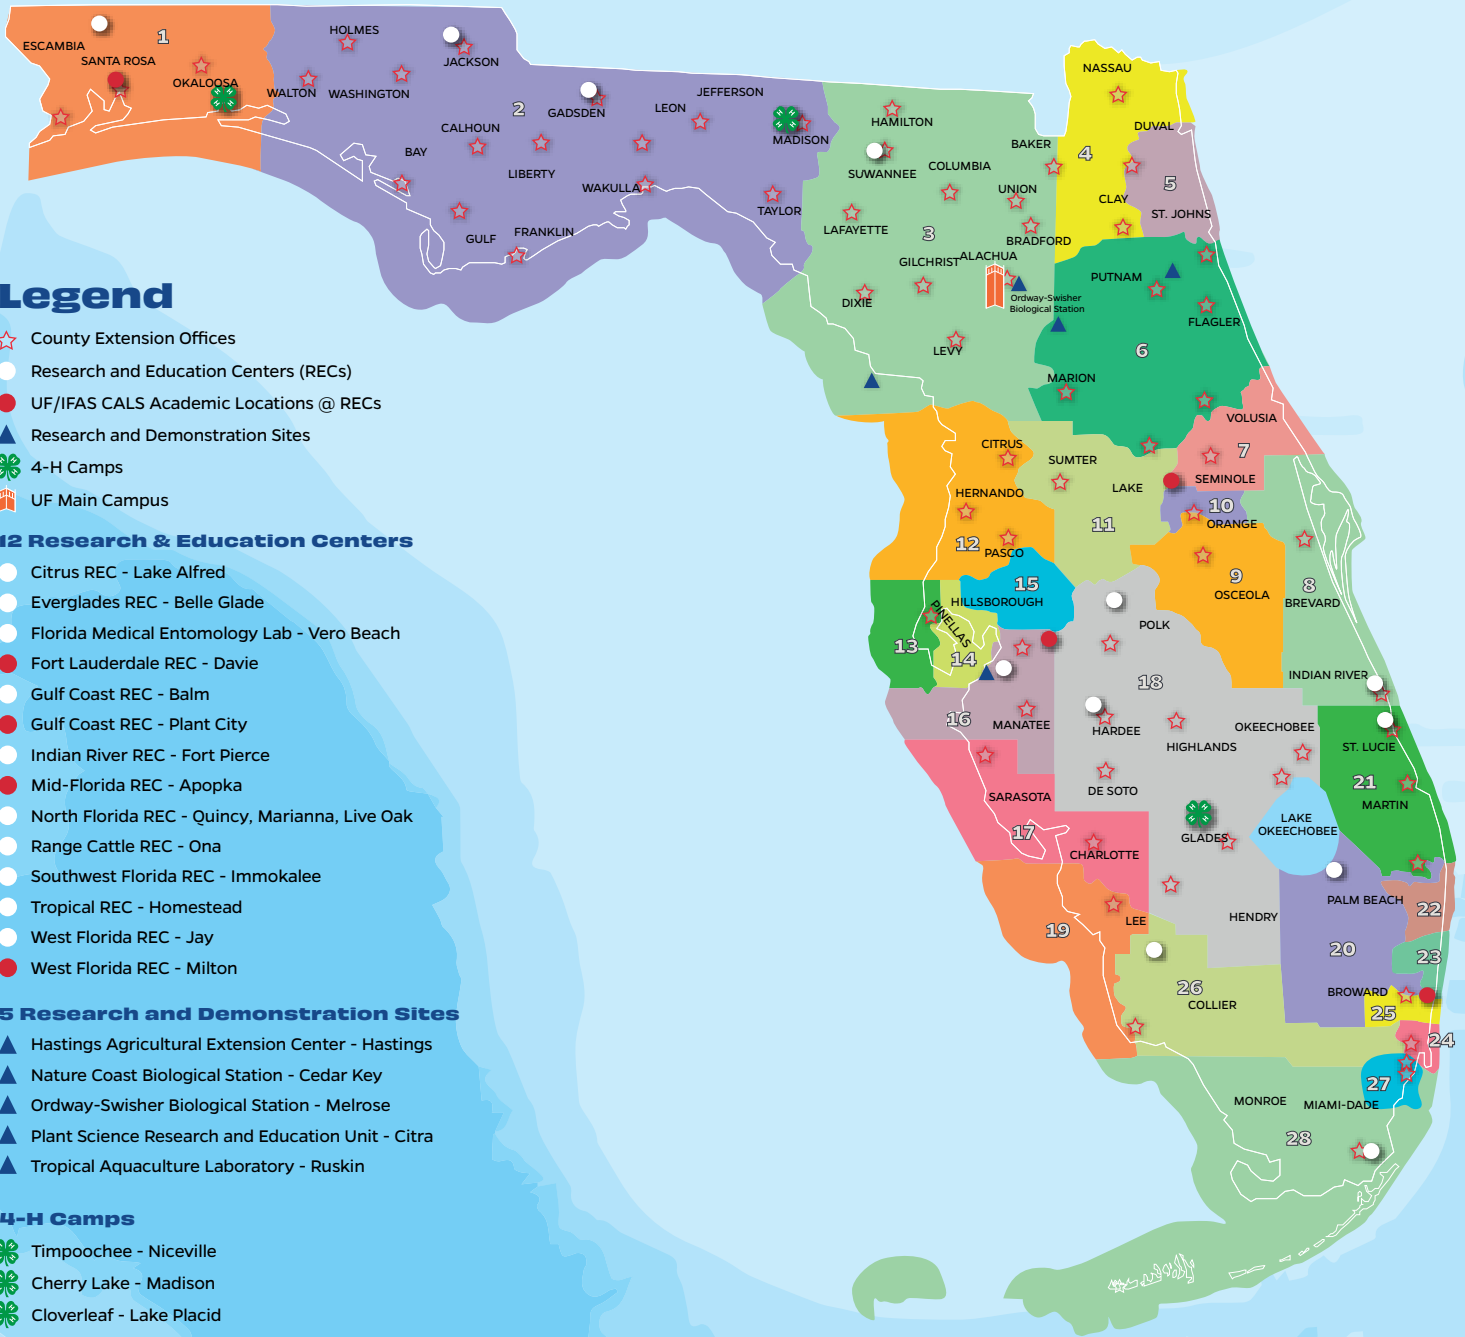 ESCAMBIA
1
SANTA ROSA
OKALOOSA
HOLMES
JACKSON
WALTON
WASHINGTON
2
GADSDEN
LEON
JEFFERSON
MADISON
CALHOUN
BAY
LIBERTY
WAKULLA
TAYLOR
GULF
FRANKLIN
HAMILTON
SUWANNEE
COLUMBIA
BAKER
UNION
LAFAYETTE
3
BRADFORD
GILCHRIST
ALACHUA
DIXIE
Ordway-Swisher
Biological Station
LEVY
NASSAU
DUVAL
4
5
CLAY
ST. JOHNS
PUTNAM
FLAGLER
6
MARION
VOLUSIA
7
SEMINOLE
CITRUS
SUMTER
LAKE
HERNANDO
11
10
ORANGE
12
PASCO
9
OSCEOLA
8
BREVARD
15
HILLSBOROUGH
PINELLAS
13
14
POLK
18
INDIAN RIVER
16
MANATEE
HARDEE
HIGHLANDS
OKEECHOBEE
ST. LUCIE
21
MARTIN
SARASOTA
DE SOTO
LAKE
OKEECHOBEE
17
CHARLOTTE
GLADES
PALM BEACH
22
LEE
HENDRY
19
20
23
26
COLLIER
BROWARD
25
24
27
MONROE
MIAMI-DADE
28
Legend
County Extension Offices
Research and Education Centers (RECs)
UF/IFAS CALS Academic Locations @ RECs
Research and Demonstration Sites
4-H Camps
UF Main Campus
12 Research & Education Centers
Citrus REC - Lake Alfred
Everglades REC - Belle Glade
Florida Medical Entomology Lab - Vero Beach
Fort Lauderdale REC - Davie
Gulf Coast REC - Balm
Gulf Coast REC - Plant City
Indian River REC - Fort Pierce
Mid-Florida REC - Apopka
North Florida REC - Quincy, Marianna, Live Oak
Range Cattle REC - Ona
Southwest Florida REC - Immokalee
Tropical REC - Homestead
West Florida REC - Jay
West Florida REC - Milton
5 Research and Demonstration Sites
Hastings Agricultural Extension Center - Hastings
Nature Coast Biological Station - Cedar Key
Ordway-Swisher Biological Station - Melrose
Plant Science Research and Education Unit - Citra
Tropical Aquaculture Laboratory - Ruskin
4-H Camps
Timpoochee - Niceville
Cherry Lake - Madison
Cloverleaf - Lake Placid